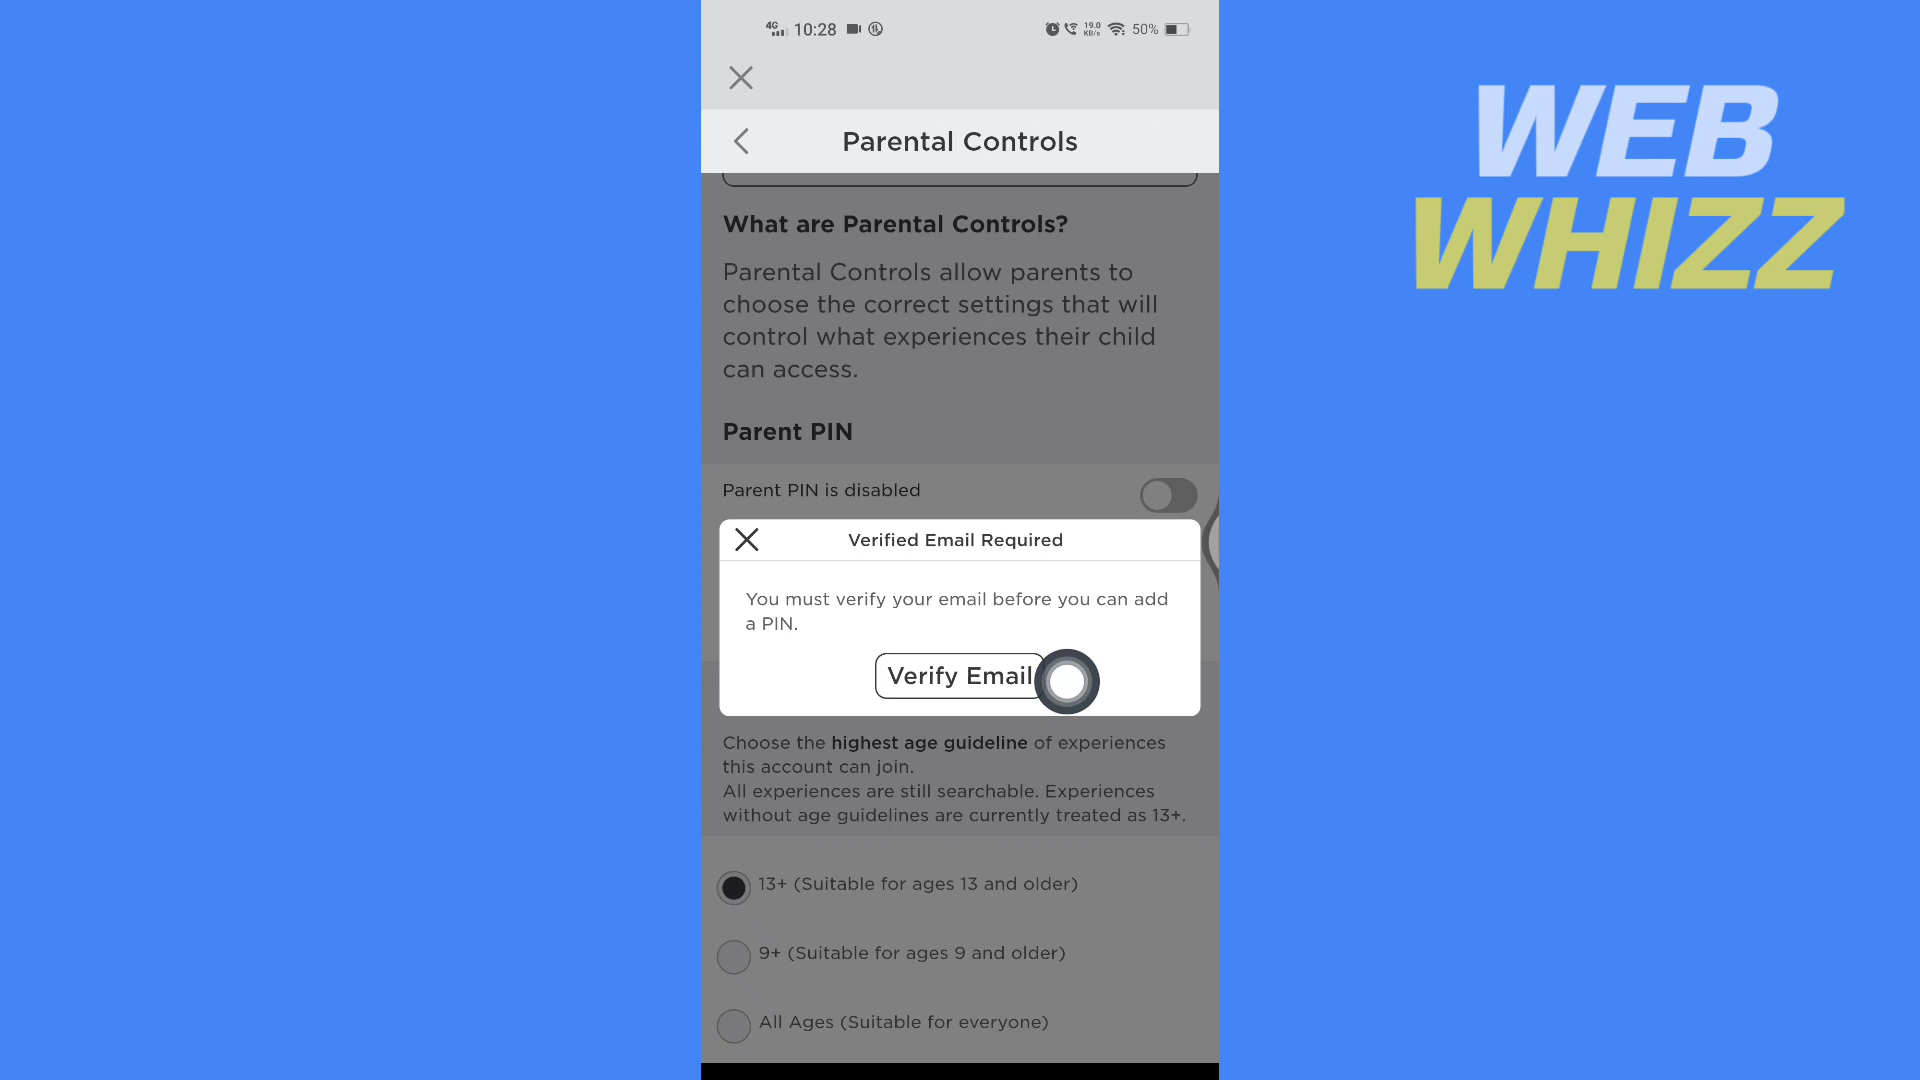 4G 10:28 19.0 KB/s 50%
WEB
WHIZZ
Parental Controls
What are Parental Controls?
Parental Controls allow parents to
choose the correct settings that will
control what experiences their child
can access.
Parent PIN
Parent PIN is disabled
Verified Email Required
You must verify your email before you can add
a PIN.
Verify Email
Choose the highest age guideline of experiences
this account can join.
All experiences are still searchable. Experiences
without age guidelines are currently treated as 13+.
13+ (Suitable for ages 13 and older)
9+ (Suitable for ages 9 and older)
All Ages (Suitable for everyone)